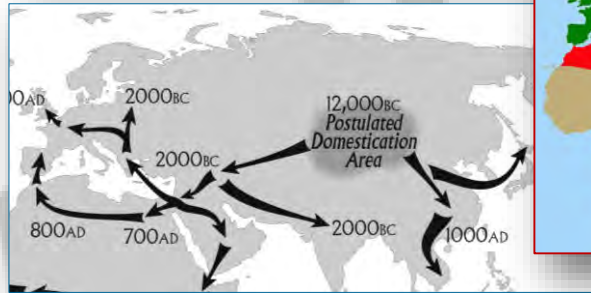 2000BC
12,000BC
Postulated
Domestication
Area
2000BC
800AD
700AD
2000BC
1000AD